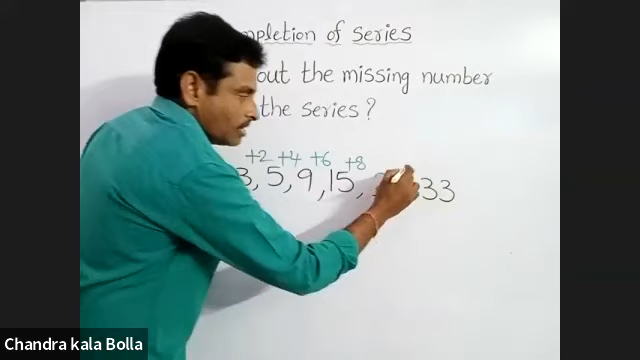 mpletion of series
out the missing number
the series?
+2 +4 +6 +8
3, 5, 9, 15, 33
Chandra kala Bolla